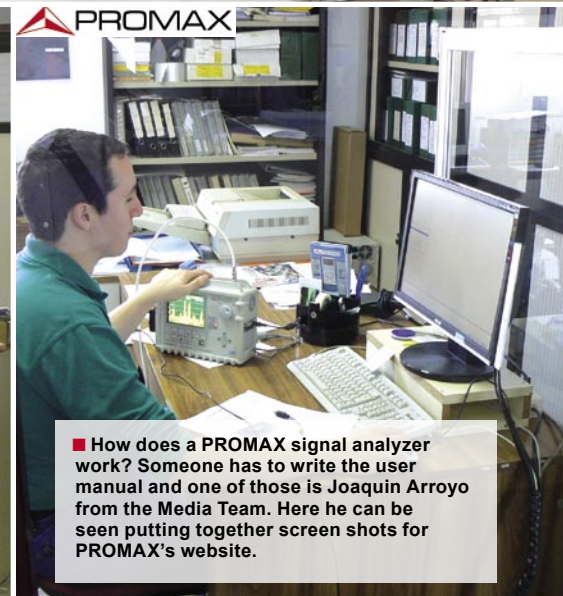 PROMAX
How does a PROMAX signal analyzer
work? Someone has to write the user
manual and one of those is Joaquin Arroyo
from the Media Team. Here he can be
seen putting together screen shots for
PROMAX's website.